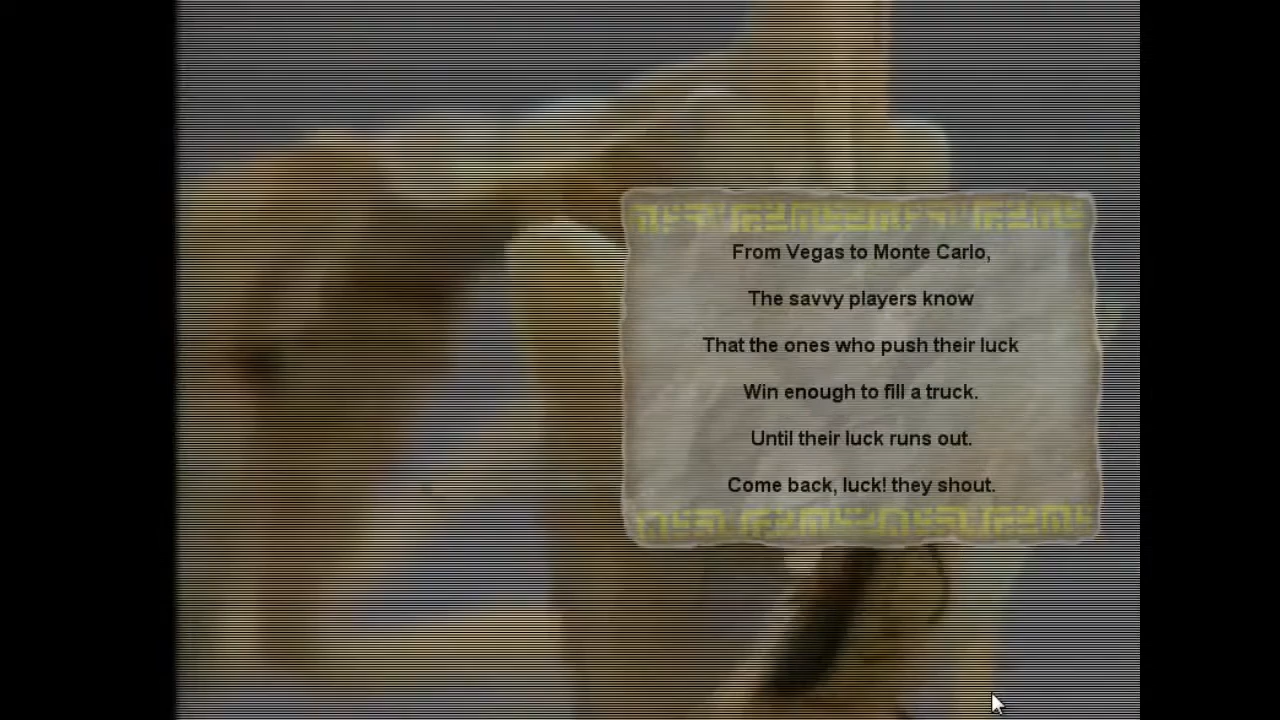 From Vegas to Monte Carlo,
The savvy players know
That the ones who push their luck
Win enough to fill a truck.
Until their luck runs out.
Come back, luck! they shout.